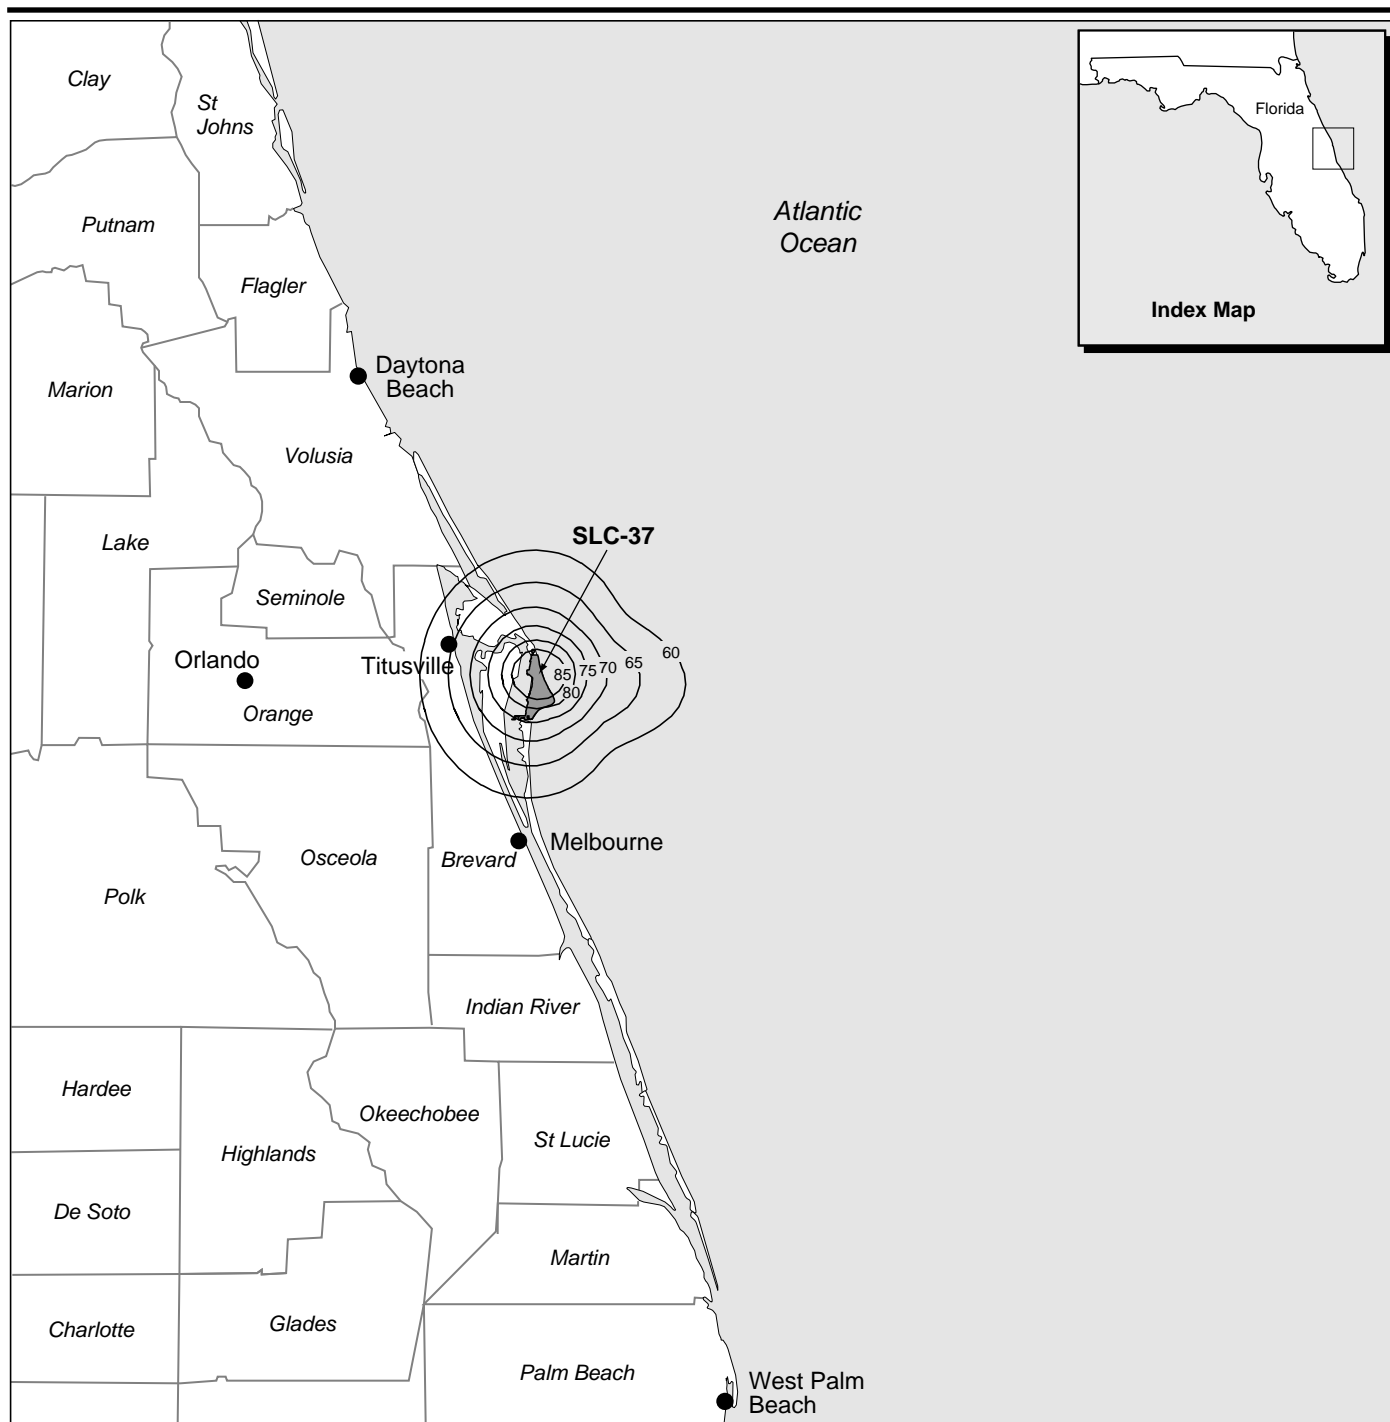 Clay
St
Johns
Florida
Atlantic
Ocean
Putnam
Flagler
Index Map
Daytona
Beach
Marion
Volusia
SLC-37
Lake
Seminole
Orlando
Titusville
60
65
70
75
85
80
Orange
Melbourne
Osceola
Brevard
Polk
Indian River
Hardee
Okeechobee
St Lucie
Highlands
De Soto
Martin
Glades
Charlotte
Palm Beach
West Palm
Beach